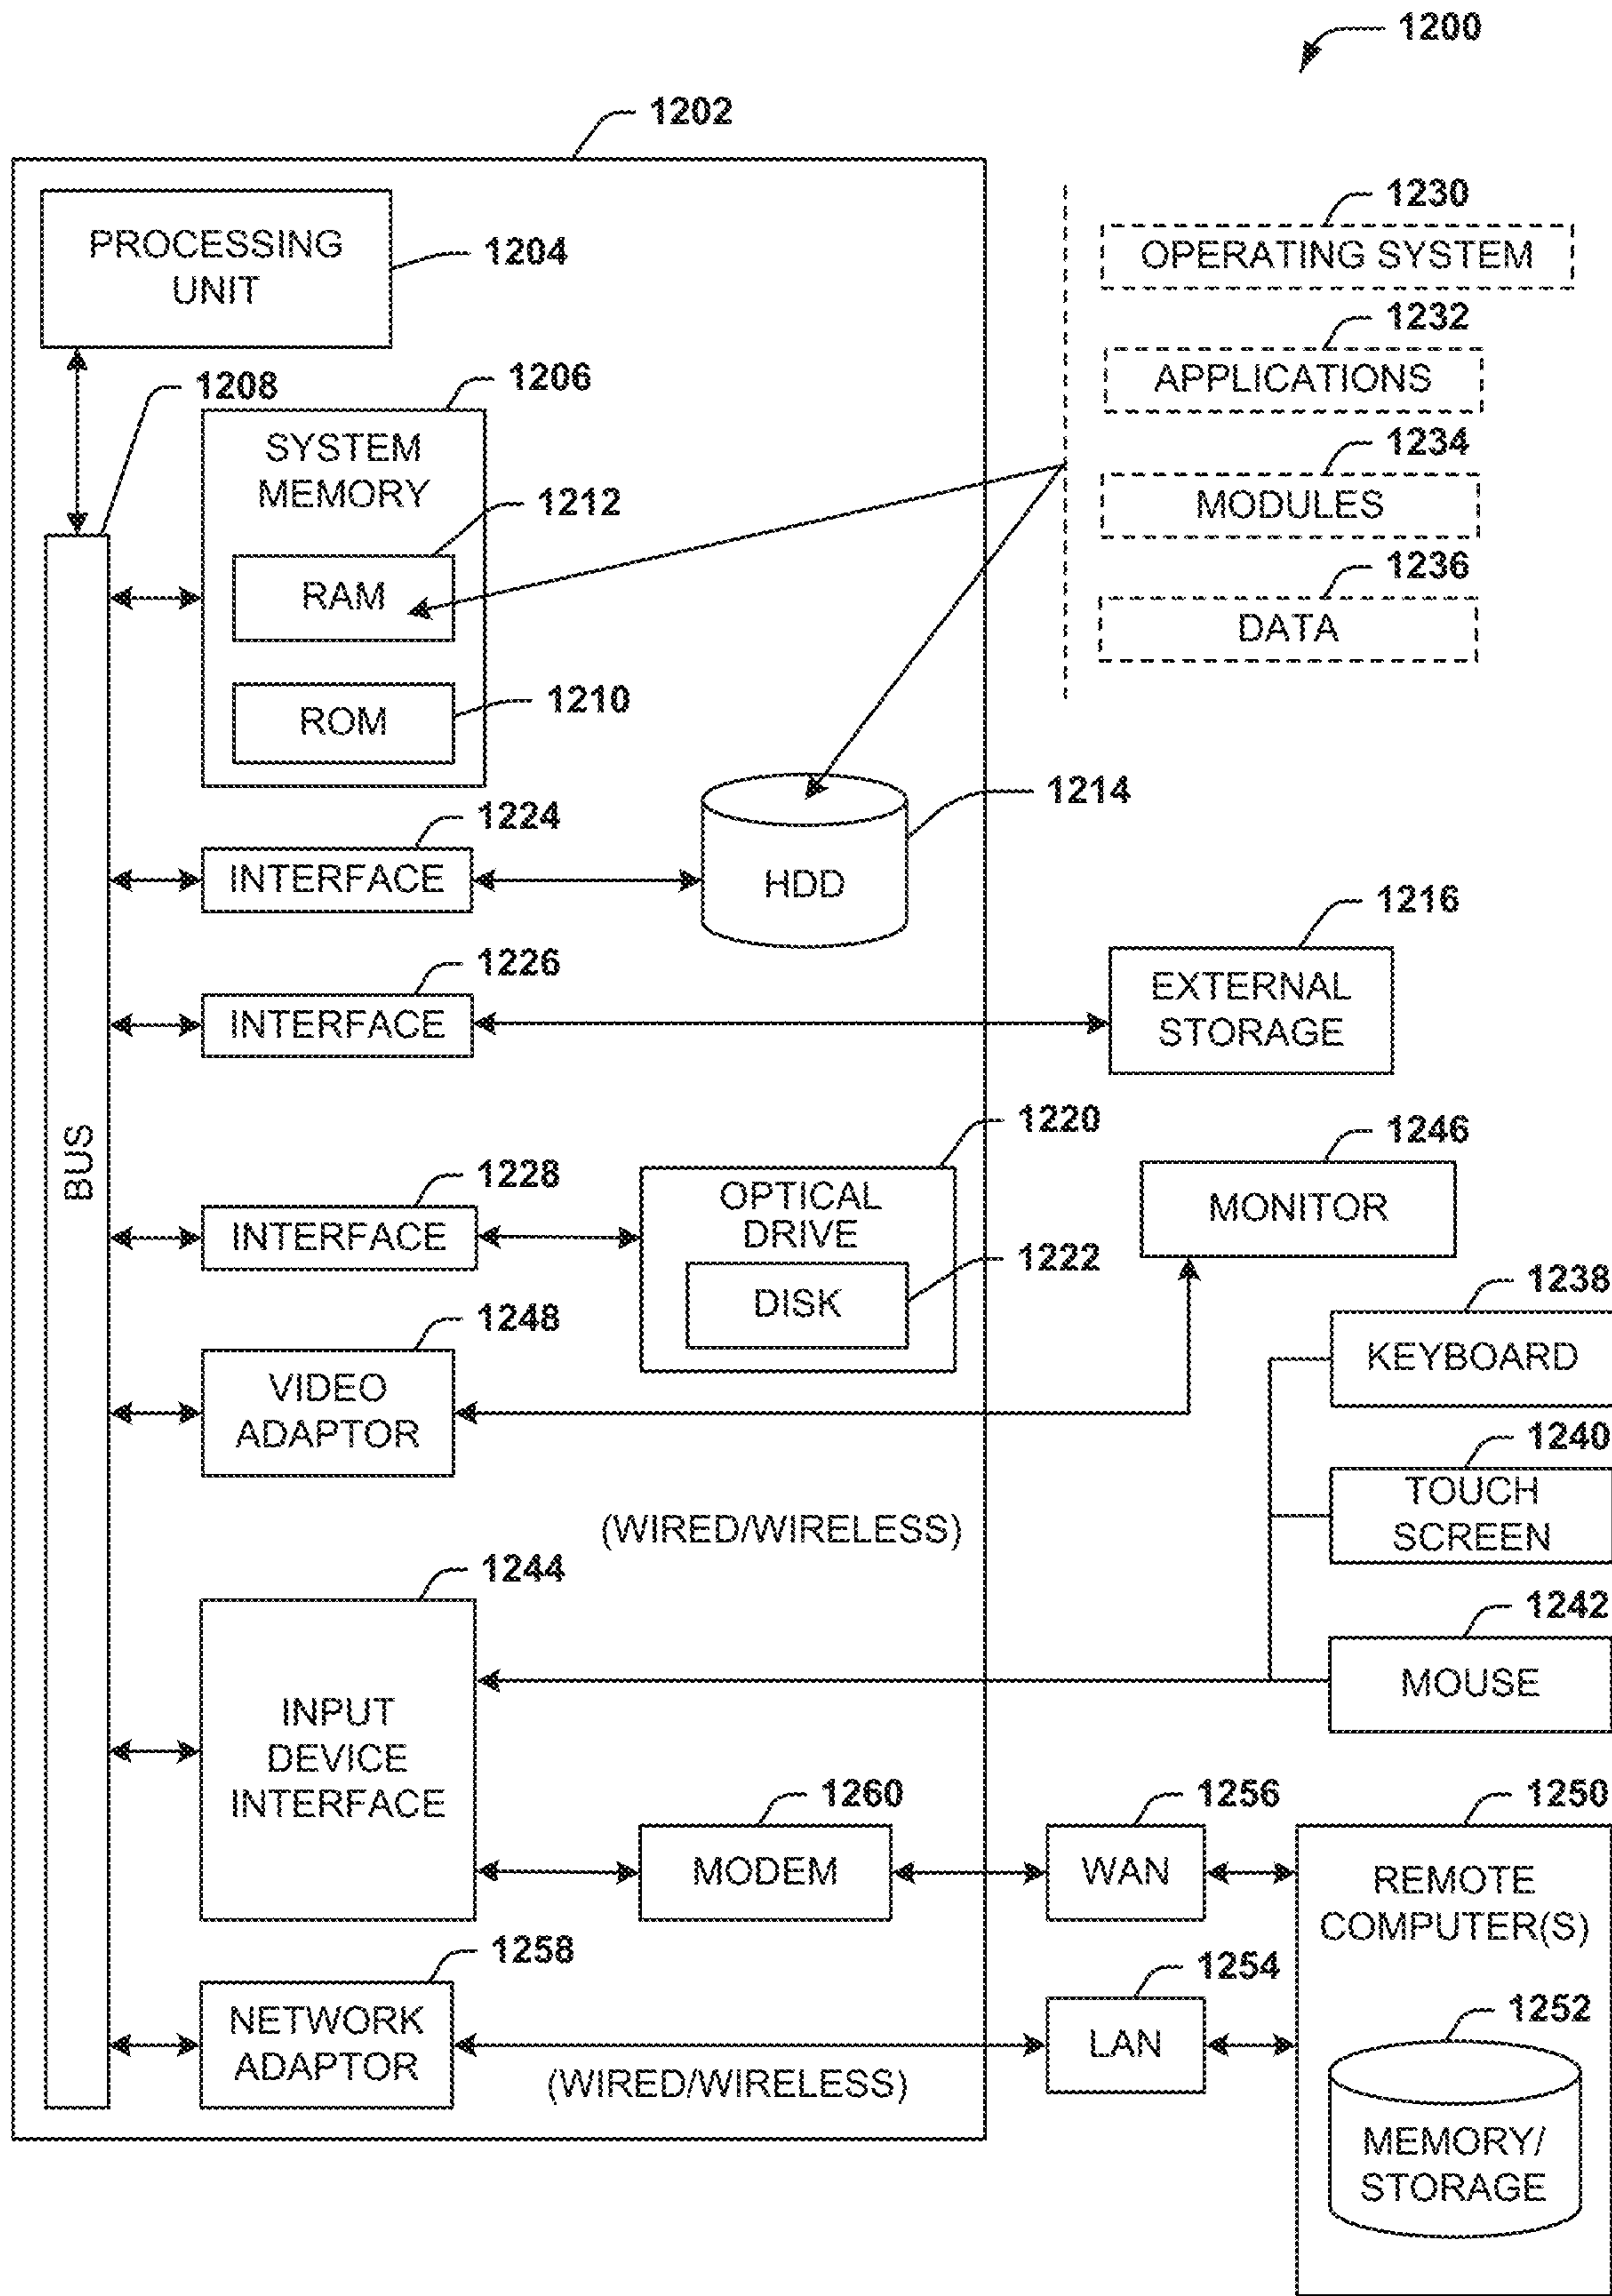 1200
1202
PROCESSING
UNIT
1204
1230
OPERATING SYSTEM
1232
APPLICATIONS
1234
MODULES
1236
DATA
1208
1206
SYSTEM
MEMORY
1212
RAM
1210
ROM
1214
HDD
1224
INTERFACE
1216
EXTERNAL
STORAGE
1226
INTERFACE
BUS
1220
OPTICAL
DRIVE
1222
DISK
1228
INTERFACE
1246
MONITOR
1248
VIDEO
ADAPTOR
1238
KEYBOARD
1240
TOUCH
SCREEN
1242
MOUSE
(WIRED/WIRELESS)
1244
INPUT
DEVICE
INTERFACE
1260
MODEM
1256
WAN
1250
REMOTE
COMPUTER(S)
1258
NETWORK
ADAPTOR
(WIRED/WIRELESS)
1254
LAN
1252
MEMORY/
STORAGE